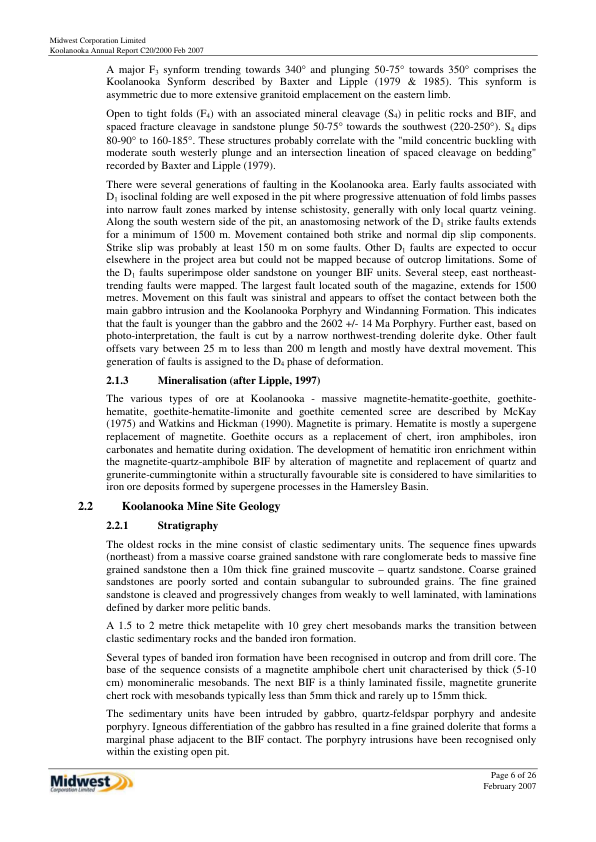 Midwest Corporation Limited
Koolanooka Annual Report C20/2000 Feb 2007
A major F3 synform trending towards 340° and plunging 50-75° towards 350° comprises the
Koolanooka Synform described by Baxter and Lipple (1979 & 1985). This synform is
asymmetric due to more extensive granitoid emplacement on the eastern limb.
Open to tight folds (F4) with an associated mineral cleavage (S4) in pelitic rocks and BIF, and
spaced fracture cleavage in sandstone plunge 50-75° towards the southwest (220-250°). S4 dips
80-90° to 160-185°. These structures probably correlate with the "mild concentric buckling with
moderate south westerly plunge and an intersection lineation of spaced cleavage on bedding"
recorded by Baxter and Lipple (1979).
There were several generations of faulting in the Koolanooka area. Early faults associated with
D1 isoclinal folding are well exposed in the pit where progressive attenuation of fold limbs passes
into narrow fault zones marked by intense schistosity, generally with only local quartz veining.
Along the south western side of the pit, an anastomosing network of the D1 strike faults extends
for a minimum of 1500 m. Movement contained both strike and normal dip slip components.
Strike slip was probably at least 150 m on some faults. Other D1 faults are expected to occur
elsewhere in the project area but could not be mapped because of outcrop limitations. Some of
the D1 faults superimpose older sandstone on younger BIF units. Several steep, east northeast-
trending faults were mapped. The largest fault located south of the magazine, extends for 1500
metres. Movement on this fault was sinistral and appears to offset the contact between both the
main gabbro intrusion and the Koolanooka Porphyry and Windanning Formation. This indicates
that the fault is younger than the gabbro and the 2602 +/- 14 Ma Porphyry. Further east, based on
photo-interpretation, the fault is cut by a narrow northwest-trending dolerite dyke. Other fault
offsets vary between 25 m to less than 200 m length and mostly have dextral movement. This
generation of faults is assigned to the D4 phase of deformation.
2.1.3 Mineralisation (after Lipple, 1997)
The various types of ore at Koolanooka - massive magnetite-hematite-goethite, goethite-
hematite, goethite-hematite-limonite and goethite cemented scree are described by McKay
(1975) and Watkins and Hickman (1990). Magnetite is primary. Hematite is mostly a supergene
replacement of magnetite. Goethite occurs as a replacement of chert, iron amphiboles, iron
carbonates and hematite during oxidation. The development of hematitic iron enrichment within
the magnetite-quartz-amphibole BIF by alteration of magnetite and replacement of quartz and
grunerite-cummingtonite within a structurally favourable site is considered to have similarities to
iron ore deposits formed by supergene processes in the Hamersley Basin.
2.2 Koolanooka Mine Site Geology
2.2.1 Stratigraphy
The oldest rocks in the mine consist of clastic sedimentary units. The sequence fines upwards
(northeast) from a massive coarse grained sandstone with rare conglomerate beds to massive fine
grained sandstone then a 10m thick fine grained muscovite – quartz sandstone. Coarse grained
sandstones are poorly sorted and contain subangular to subrounded grains. The fine grained
sandstone is cleaved and progressively changes from weakly to well laminated, with laminations
defined by darker more pelitic bands.
A 1.5 to 2 metre thick metapelite with 10 grey chert mesobands marks the transition between
clastic sedimentary rocks and the banded iron formation.
Several types of banded iron formation have been recognised in outcrop and from drill core. The
base of the sequence consists of a magnetite amphibole chert unit characterised by thick (5-10
cm) monomineralic mesobands. The next BIF is a thinly laminated fissile, magnetite grunerite
chert rock with mesobands typically less than 5mm thick and rarely up to 15mm thick.
The sedimentary units have been intruded by gabbro, quartz-feldspar porphyry and andesite
porphyry. Igneous differentiation of the gabbro has resulted in a fine grained dolerite that forms a
marginal phase adjacent to the BIF contact. The porphyry intrusions have been recognised only
within the existing open pit.
Midwest
Corporation Limited
Page 6 of 26
February 2007